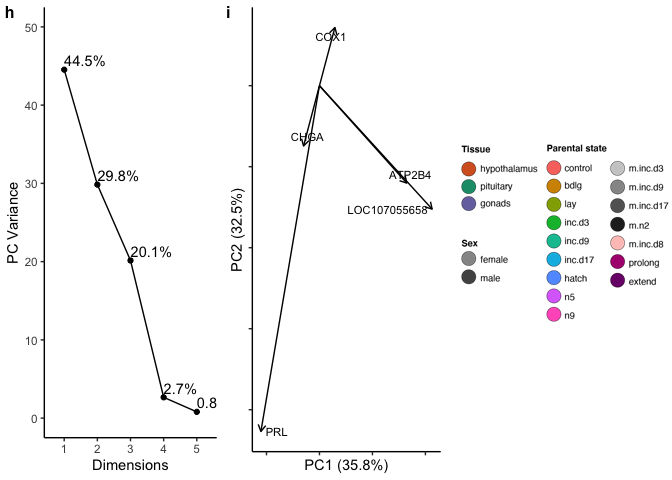 h
50
40
30
20
10
0
PC Variance
44.5%
29.8%
20.1%
2.7%
0.8
1 2 3 4 5
Dimensions
i
PC2 (32.5%)
COX1
CHGA
ATP2B4
LOC107055658
PRL
PC1 (35.8%)
Tissue
hypothalamus
pituitary
gonads
Sex
female
male
Parental state
control
bdlg
lay
inc.d3
inc.d9
inc.d17
hatch
n5
n9
m.inc.d3
m.inc.d9
m.inc.d17
m.n2
m.inc.d8
prolong
extend